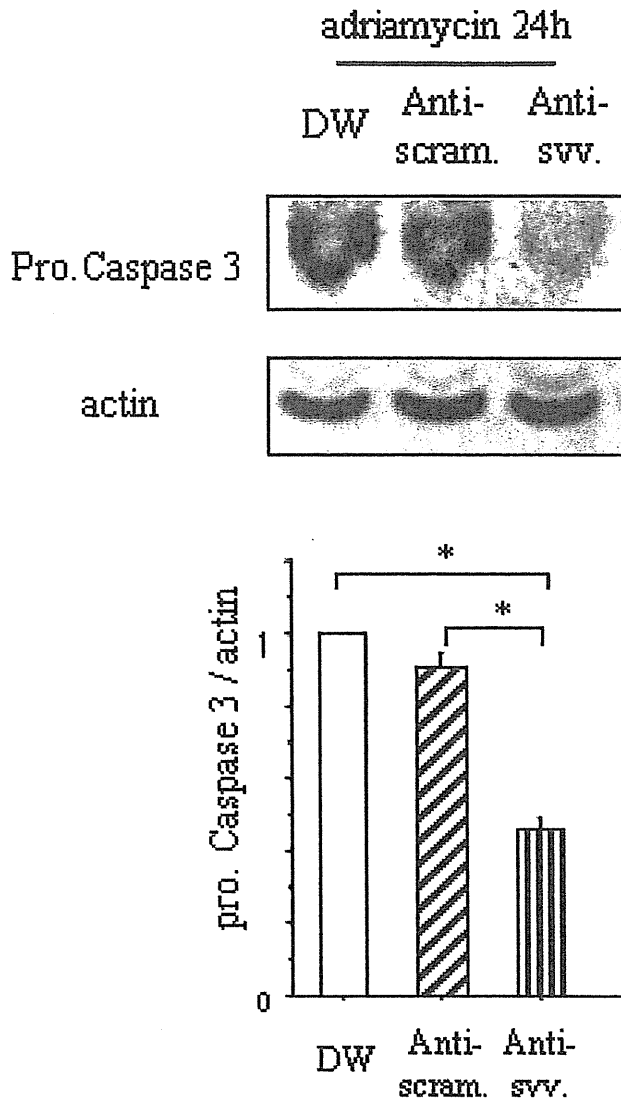 adriamycin 24h
DW Anti-scram. Anti-svv.
Pro. Caspase 3
actin
*
*
pro. Caspase 3 / actin
1
0
DW Anti-scram. Anti-svv.